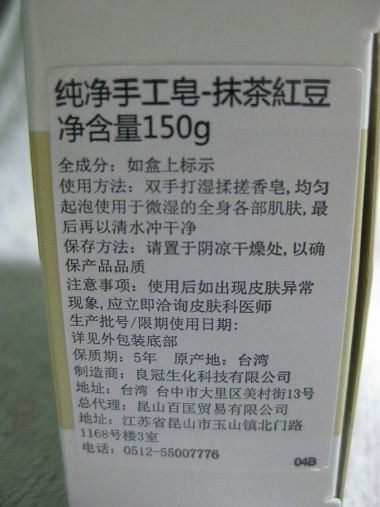 纯净手工皂-抹茶紅豆
净含量150g
全成分：如盒上标示
使用方法：双手打湿揉搓香皂,均匀
起泡使用于微湿的全身各部肌肤,最
后再以清水冲干净
保存方法：请置于阴凉干燥处,以确
保产品品质
注意事项：使用后如出现皮肤异常
现象,应立即洽询皮肤科医师
生产批号/限期使用日期:
详见外包装底部
保质期：5年 原产地：台湾
制造商：良冠生化科技有限公司
地址：台湾 台中市大里区美村街13号
总代理：昆山百匡贸易有限公司
地址：江苏省昆山市玉山镇北门路
1168号楼3室
电话：0512-55007776
04B